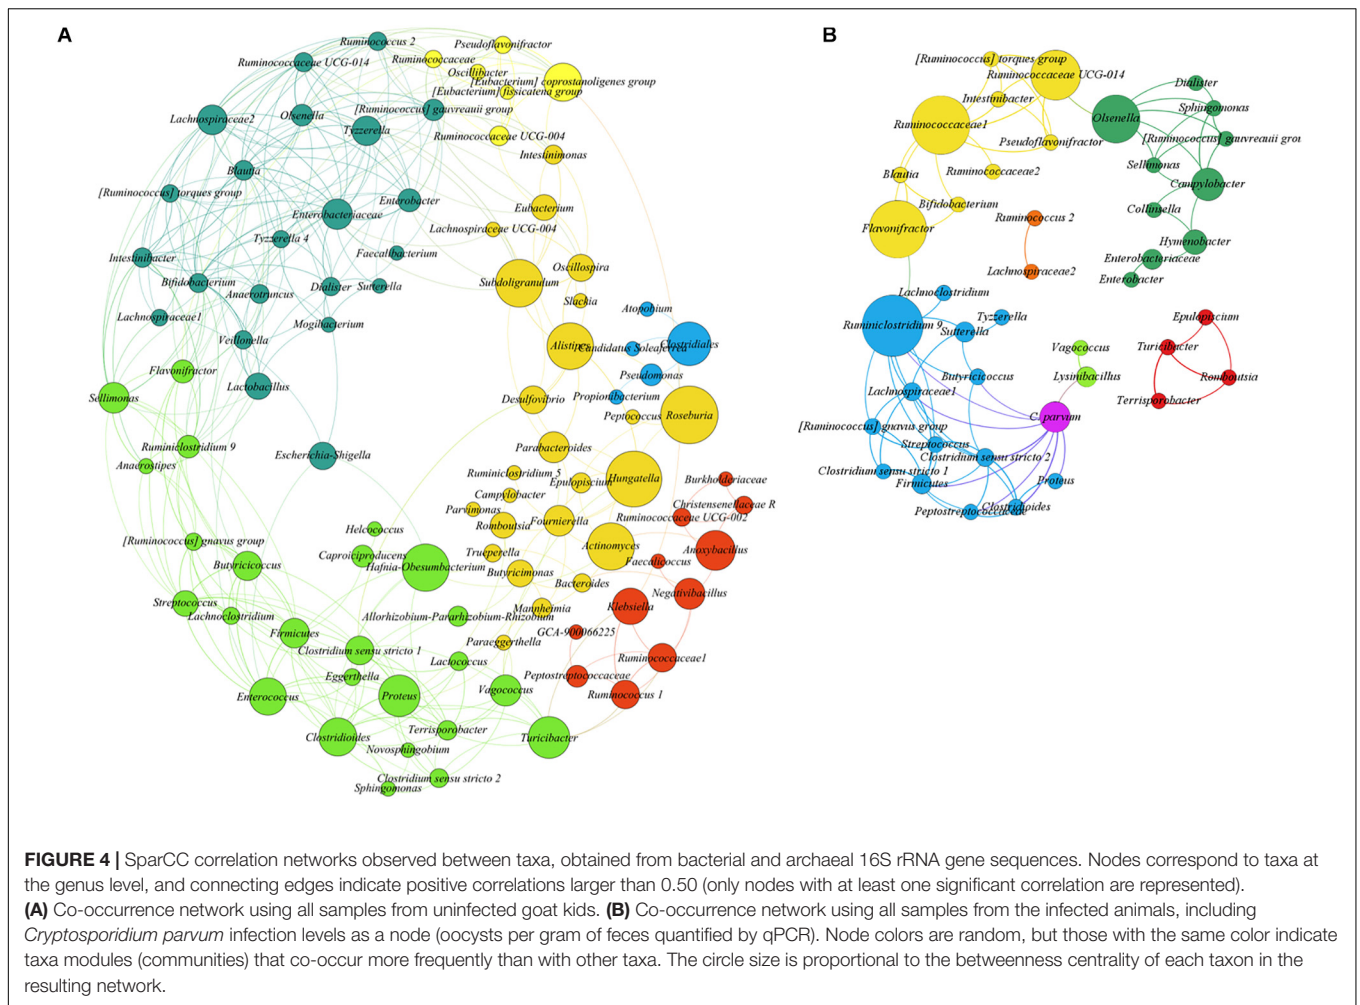 A
B
Ruminococcus 2
Pseudoflavonifractor
Ruminococcaceae UCG-014
Ruminococcaceae
Oscillibacter
[Eubacterium] coprostanoligenes group
[Eubacterium] fissicatena group
[Ruminococcus] gauvreauii group
Lachnospiraceae2
Olsenella
Tyzzerella
Ruminococcaceae UCG-004
Intestinimonas
Blautia
[Ruminococcus] torques group
Enterobacter
Enterobacteriaceae
Eubacterium
Lachnospiraceae UCG-004
Tyzzerella 4
Faecalibacterium
Intestinibacter
Oscillospira
Bifidobacterium
Anaerotruncus
Dialister
Sutterella
Subdoligranulum
Slackia
Lachnospiraceae1
Mogibacterium
Atopobium
Veillonella
Alistipes
Candidatus Soleaferrea
Clostridiales
Flavonifractor
Pseudomonas
Lactobacillus
Sellimonas
Desulfovibrio
Propionibacterium
Peptococcus
Roseburia
Ruminiclostridium 9
Parabacteroides
Escherichia-Shigella
Anaerostipes
Ruminiclostridium 5
Epulopiscium
Hungatella
Burkholderiaceae
Campylobacter
Christensenellaceae R
Parvimonas
Ruminococcaceae UCG-002
Romboutsia
Fournierella
Helcococcus
[Ruminococcus] gnavus group
Caproiciproducens
Trueperella
Actinomyces
Anoxybacillus
Butyricicoccus
Hafnia-Obesumbacterium
Butyricimonas
Faecalicoccus
Bacteroides
Negativibacillus
Streptococcus
Lachnoclostridium
Allorhizobium-Pararhizobium-Rhizobium
Mannheimia
Klebsiella
Firmicutes
GCA-900066225
Clostridium sensu stricto 1
Paraeggerthella
Lactococcus
Ruminococcaceae1
Eggerthella
Peptostreptococcaceae
Enterococcus
Proteus
Vagococcus
Ruminococcus 1
Terrisporobacter
Clostridioides
Turicibacter
Novosphingobium
Clostridium sensu stricto 2
Sphingomonas
[Ruminococcus] torques group
Ruminococcaceae UCG-014
Dialister
Intestinibacter
Sphingomonas
Ruminococcaceae1
Olsenella
Pseudoflavonifractor
[Ruminococcus] gauvreauii grou
Sellimonas
Blautia
Ruminococcaceae2
Campylobacter
Bifidobacterium
Collinsella
Ruminococcus 2
Flavonifractor
Hymenobacter
Enterobacteriaceae
Lachnospiraceae2
Enterobacter
Lachnoclostridium
Ruminiclostridium 9
Tyzzerella
Sutterella
Epulopiscium
Vagococcus
Turicibacter
Butyricicoccus
Lysinibacillus
Romboutsia
Lachnospiraceae1
Terrisporobacter
C. parvum
[Ruminococcus] gnavus group
Streptococcus
Clostridium sensu stricto 2
Clostridium sensu stricto 1
Firmicutes
Proteus
Peptostreptococcaceae
Clostridioides
FIGURE 4 | SparCC correlation networks observed between taxa, obtained from bacterial and archaeal 16S rRNA gene sequences. Nodes correspond to taxa at
the genus level, and connecting edges indicate positive correlations larger than 0.50 (only nodes with at least one significant correlation are represented).
(A) Co-occurrence network using all samples from uninfected goat kids. (B) Co-occurrence network using all samples from the infected animals, including
Cryptosporidium parvum infection levels as a node (oocysts per gram of feces quantified by qPCR). Node colors are random, but those with the same color indicate
taxa modules (communities) that co-occur more frequently than with other taxa. The circle size is proportional to the betweenness centrality of each taxon in the
resulting network.